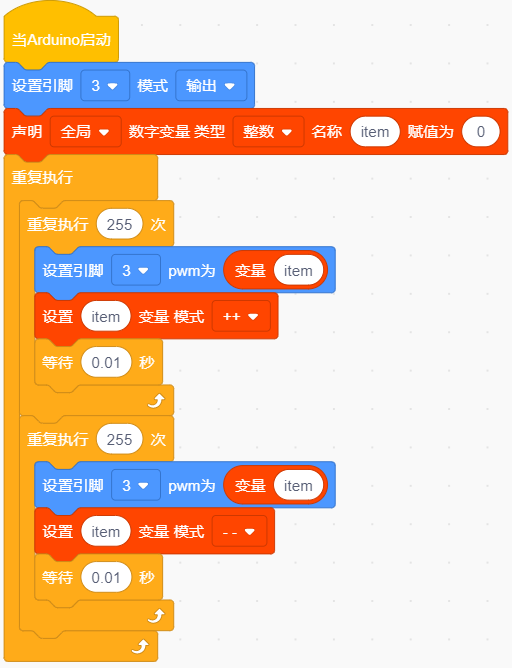 当Arduino启动
设置引脚 3 模式 输出
声明 全局 数字变量 类型 整数 名称 item 赋值为 0
重复执行
重复执行 255 次
设置引脚 3 pwm为 变量 item
设置 item 变量 模式 ++
等待 0.01 秒
重复执行 255 次
设置引脚 3 pwm为 变量 item
设置 item 变量 模式 --
等待 0.01 秒